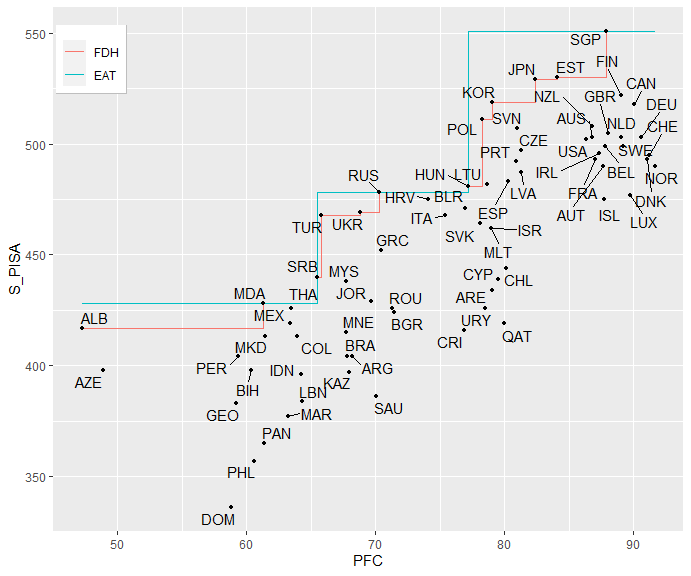 550
SGP
FIN
FDH
EST
JPN
CAN
EAT
KOR
NZL
GBR
DEU
AUS
NLD
CHE
SVN
POL
500
CZE
PRT
USA
SWE
RUS
HUN
LTU
IRL
BEL
NOR
HRV
BLR
LVA
FRA
DNK
ITA
ESP
AUT
ISL
LUX
TUR
UKR
SVK
ISR
GRC
MLT
450
SRB
MYS
CYP
CHL
MDA
THA
JOR
ROU
ARE
ALB
MEX
MNE
BGR
URY
MKD
COL
BRA
CRI
QAT
400
PER
IDN
ARG
AZE
BIH
KAZ
LBN
GEO
MAR
SAU
PAN
PHL
350
DOM
50
60
70
80
90
PFC
S_PISA